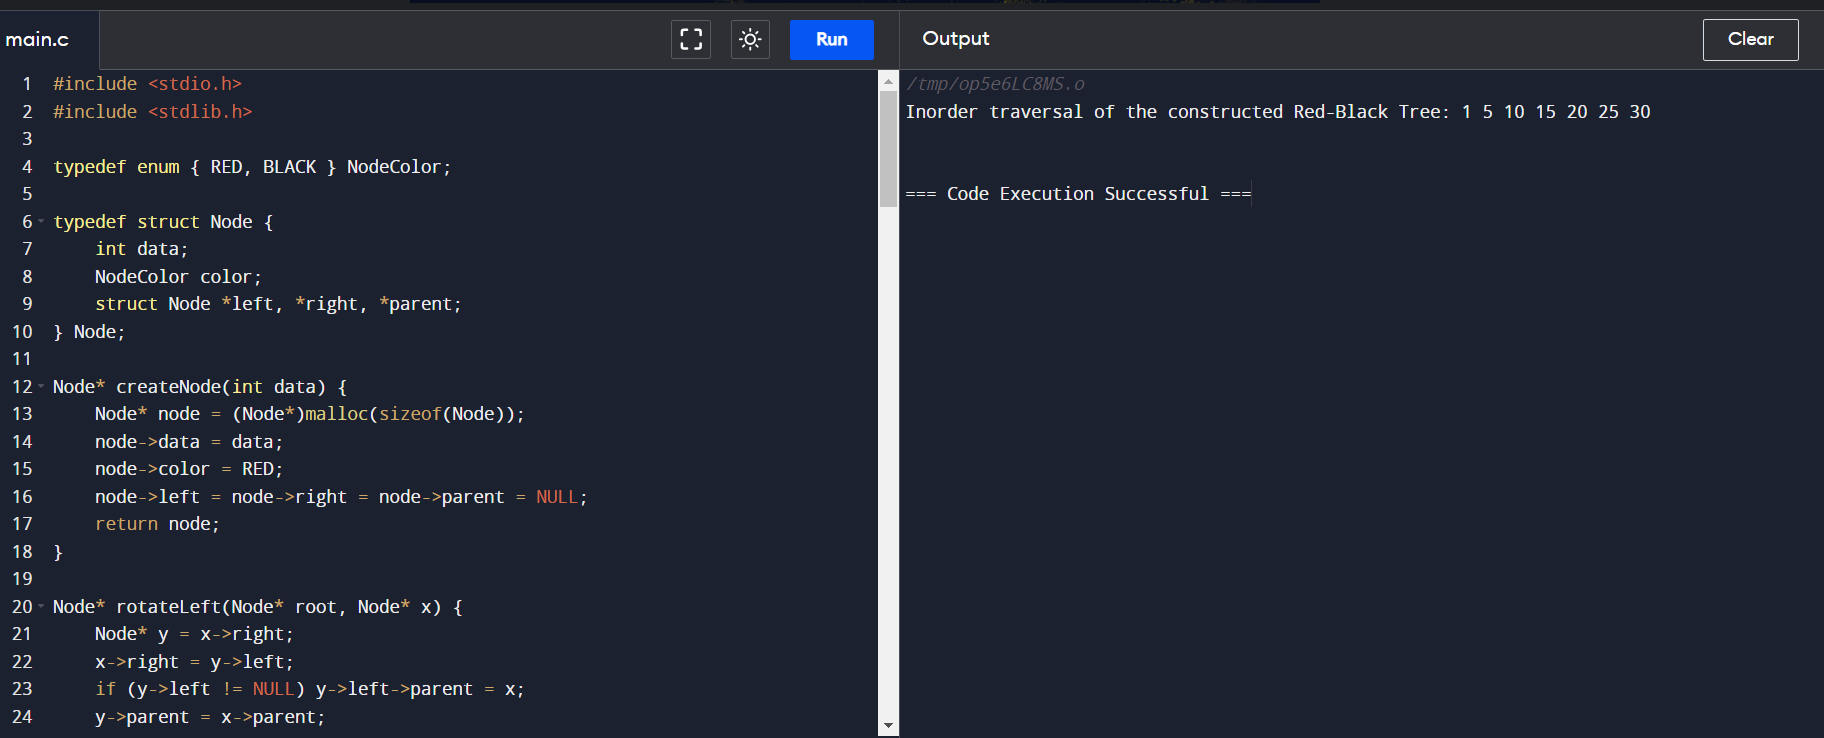 main.c
Run
Output
Clear
1 #include <stdio.h>
2 #include <stdlib.h>
3
4 typedef enum { RED, BLACK } NodeColor;
5
6 typedef struct Node {
7     int data;
8     NodeColor color;
9     struct Node *left, *right, *parent;
10 } Node;
11
12 Node* createNode(int data) {
13     Node* node = (Node*)malloc(sizeof(Node));
14     node->data = data;
15     node->color = RED;
16     node->left = node->right = node->parent = NULL;
17     return node;
18 }
19
20 Node* rotateLeft(Node* root, Node* x) {
21     Node* y = x->right;
22     x->right = y->left;
23     if (y->left != NULL) y->left->parent = x;
24     y->parent = x->parent;
/tmp/op5e6LC8MS.o
Inorder traversal of the constructed Red-Black Tree: 1 5 10 15 20 25 30
=== Code Execution Successful ===